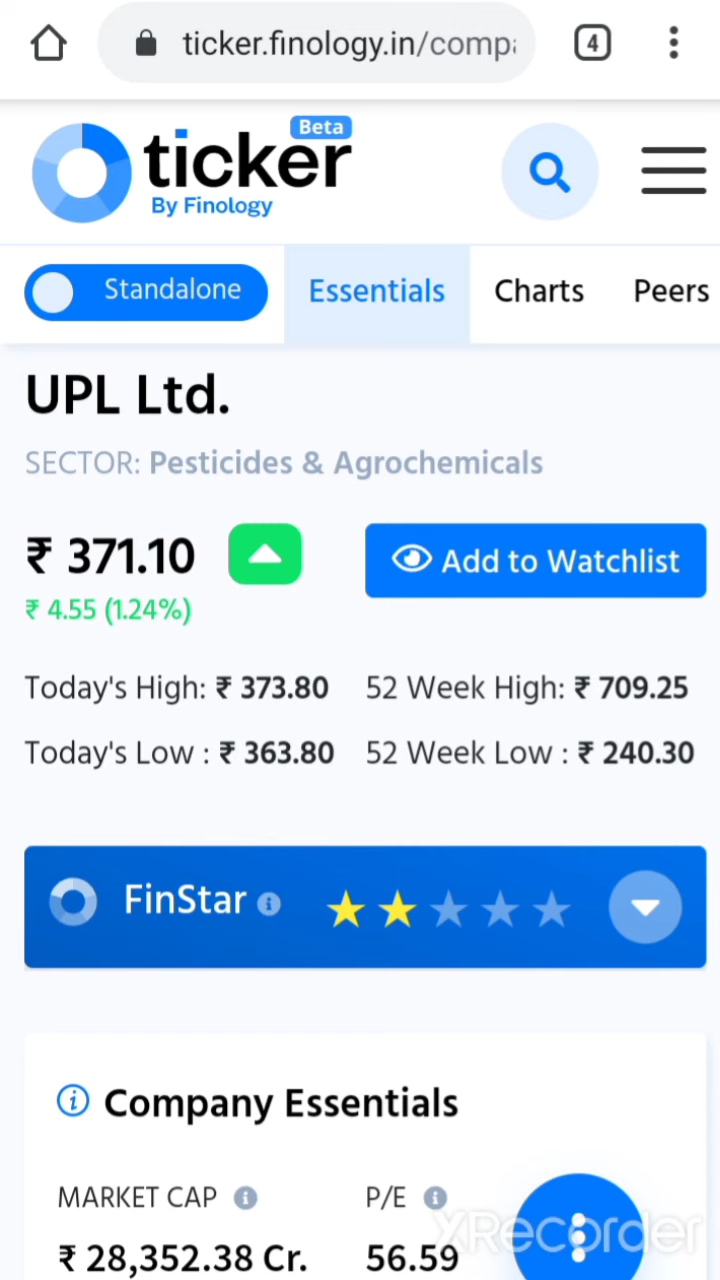 ticker.finology.in/comp
4
Beta
ticker
By Finology
Standalone Essentials Charts Peers
UPL Ltd.
SECTOR: Pesticides & Agrochemicals
₹ 371.10
Add to Watchlist
₹ 4.55 (1.24%)
Today's High: ₹ 373.80 52 Week High: ₹ 709.25
Today's Low : ₹ 363.80 52 Week Low : ₹ 240.30
FinStar
Company Essentials
MARKET CAP P/E
₹ 28,352.38 Cr. 56.59
XRecorder